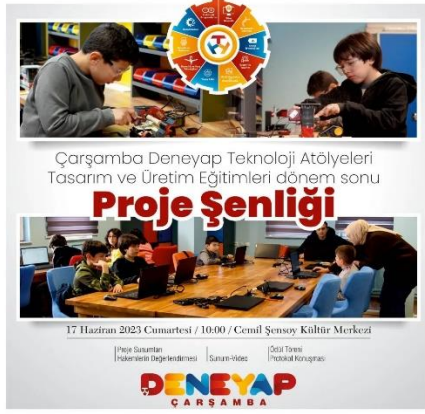 Çarşamba Deneyap Teknoloji Atölyeleri
Tasarım ve Üretim Eğitimleri dönem sonu
Proje Şenliği
17 Haziran 2023 Cumartesi / 10:00 / Cemil Şensoy Kültür Merkezi
Proje Sunumları
Hakemlerin Değerlendirmesi
Sunum-Video
Ödül Töreni
Protokol Konuşması
DENEYAP
ÇARŞAMBA